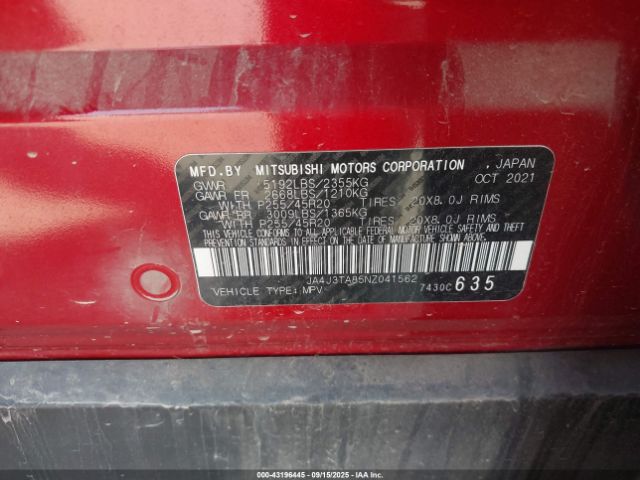 MFD.BY MITSUBISHI MOTORS CORPORATION , JAPAN
GVWR 5192LBS/2355KG OCT 2021
GAWR FR 2668LBS/1210KG
WITH P255/45R20 TIRES , 20X8.0J RIMS
GAWR RR 3009LBS/1365KG
WITH P255/45R20 TIRES , 20X8.0J RIMS
THIS VEHICLE CONFORMS TO ALL APPLICABLE FEDERAL MOTOR VEHICLE SAFETY AND
THEFT PREVENTION STANDARDS IN EFFECT ON THE DATE OF MANUFACTURE SHOWN ABOVE.
JA4J3TA85NZ041562
VEHICLE TYPE: MPV 7430C 635
000-43196445 - 09/15/2025 - COPYRIGHT © 2025 IAA, LLC.